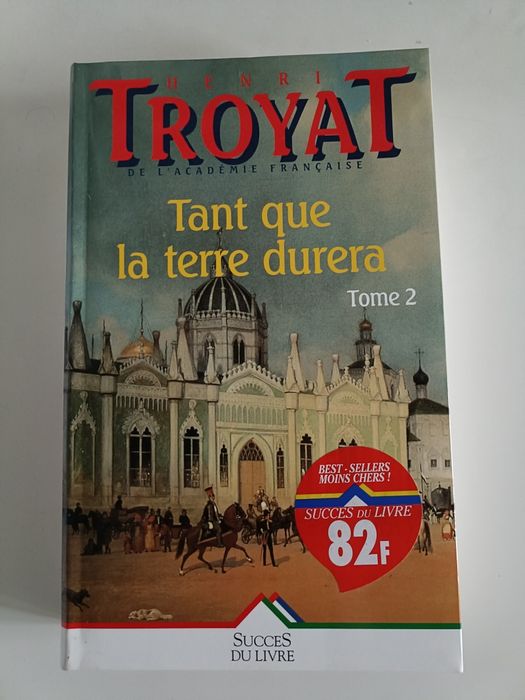 HENRI
TROYAT
DE L'ACADÉMIE FRANÇAISE
Tant que
la terre durera
Tome 2
BEST-SELLERS
MOINS CHERS !
SUCCES DU LIVRE
82F
SUCCES
DU LIVRE